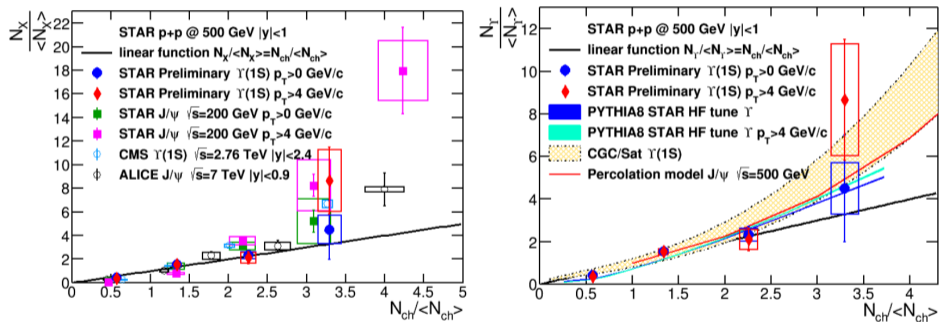 N_X
<N_X>
22
20
18
16
14
12
10
8
6
4
2
0
STAR p+p @ 500 GeV |y|<1
linear function N_X/<N_X>=N_ch/<N_ch>
STAR Preliminary ϒ(1S) p_T>0 GeV/c
STAR Preliminary ϒ(1S) p_T>4 GeV/c
STAR J/ψ √s=200 GeV p_T>0 GeV/c
STAR J/ψ √s=200 GeV p_T>4 GeV/c
CMS ϒ(1S) √s=2.76 TeV |y|<2.4
ALICE J/ψ √s=7 TeV |y|<0.9
0 0.5 1 1.5 2 2.5 3 3.5 4 4.5 5
N_ch/<N_ch>
N_ϒ
<N_ϒ>
12
10
8
6
4
2
0
STAR p+p @ 500 GeV |y|<1
linear function N_ϒ/<N_ϒ>=N_ch/<N_ch>
STAR Preliminary ϒ(1S) p_T>0 GeV/c
STAR Preliminary ϒ(1S) p_T>4 GeV/c
PYTHIA8 STAR HF tune ϒ
PYTHIA8 STAR HF tune ϒ p_T>4 GeV/c
CGC/Sat ϒ(1S)
Percolation model J/ψ √s=500 GeV
0 0.5 1 1.5 2 2.5 3 3.5 4
N_ch/<N_ch>